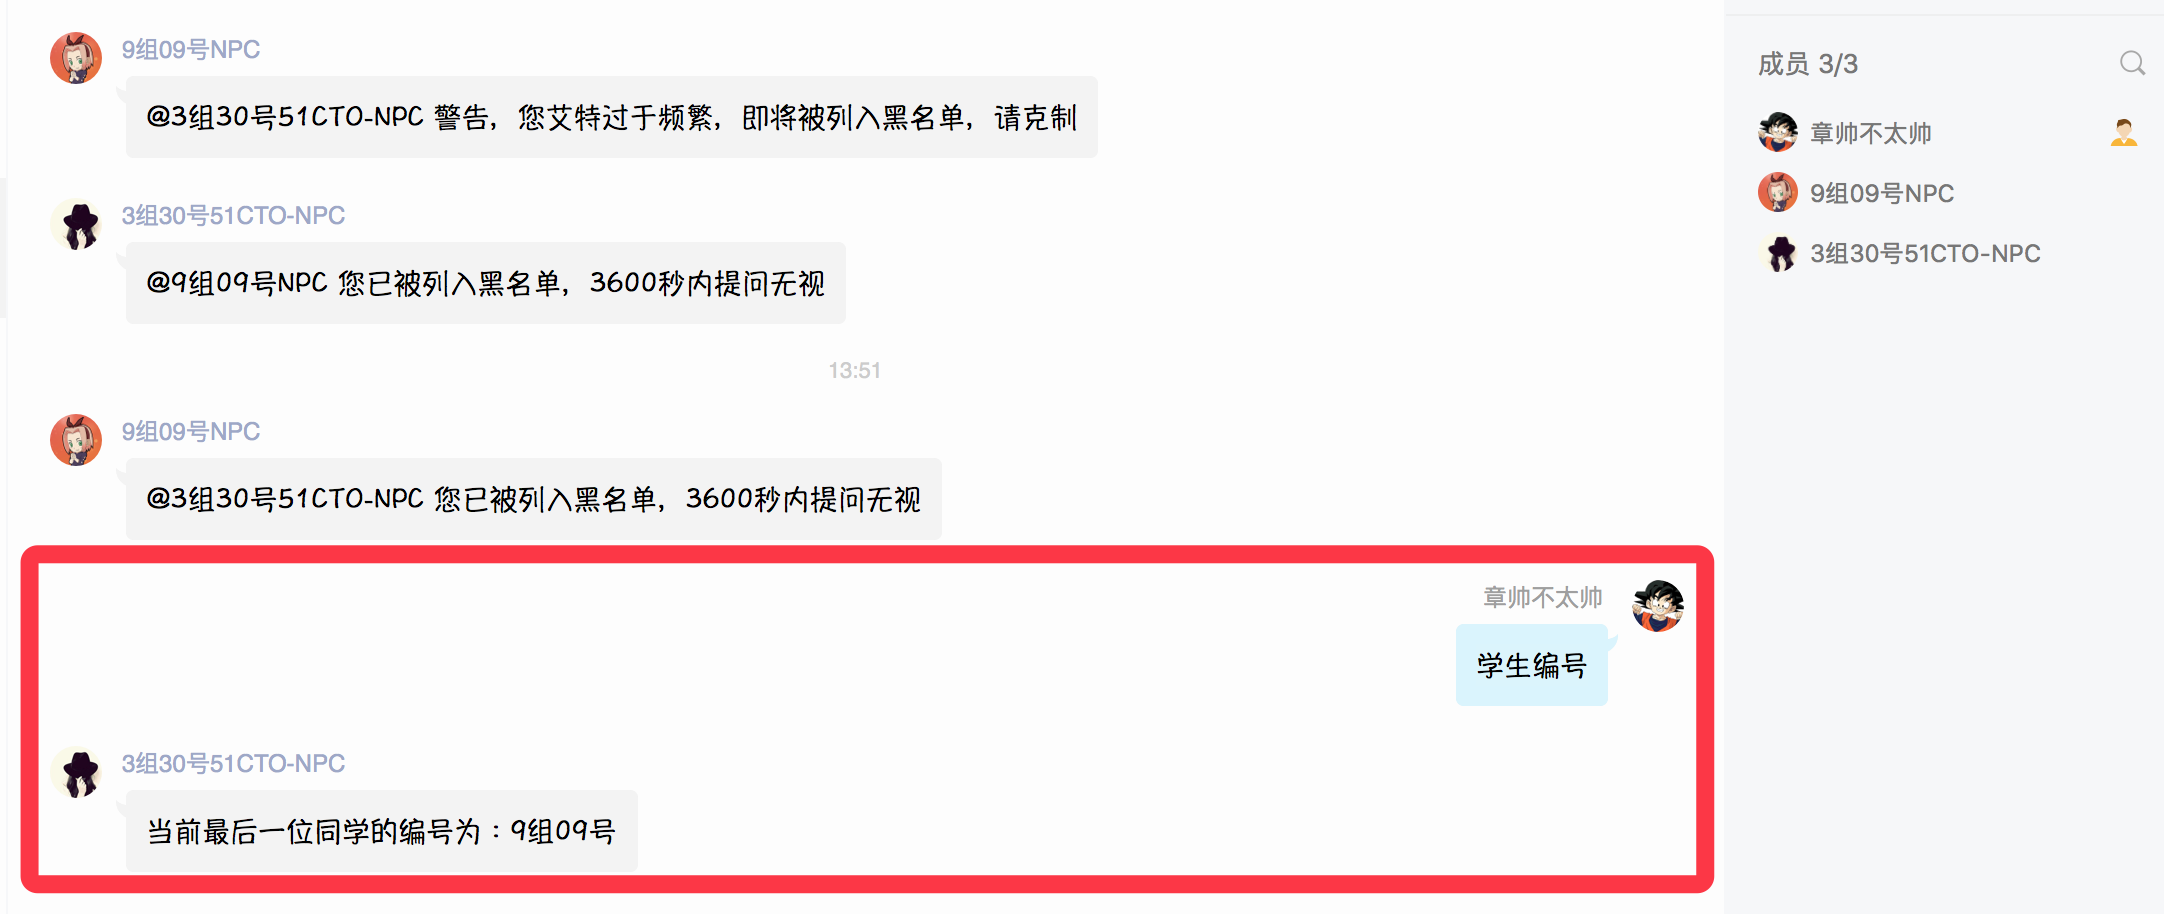 9组09号NPC
@3组30号51CTO-NPC 警告，您艾特过于频繁，即将被列入黑名单，请克制
3组30号51CTO-NPC
@9组09号NPC 您已被列入黑名单，3600秒内提问无视
13:51
9组09号NPC
@3组30号51CTO-NPC 您已被列入黑名单，3600秒内提问无视
章帅不太帅
学生编号
3组30号51CTO-NPC
当前最后一位同学的编号为：9组09号
成员 3/3
章帅不太帅
9组09号NPC
3组30号51CTO-NPC